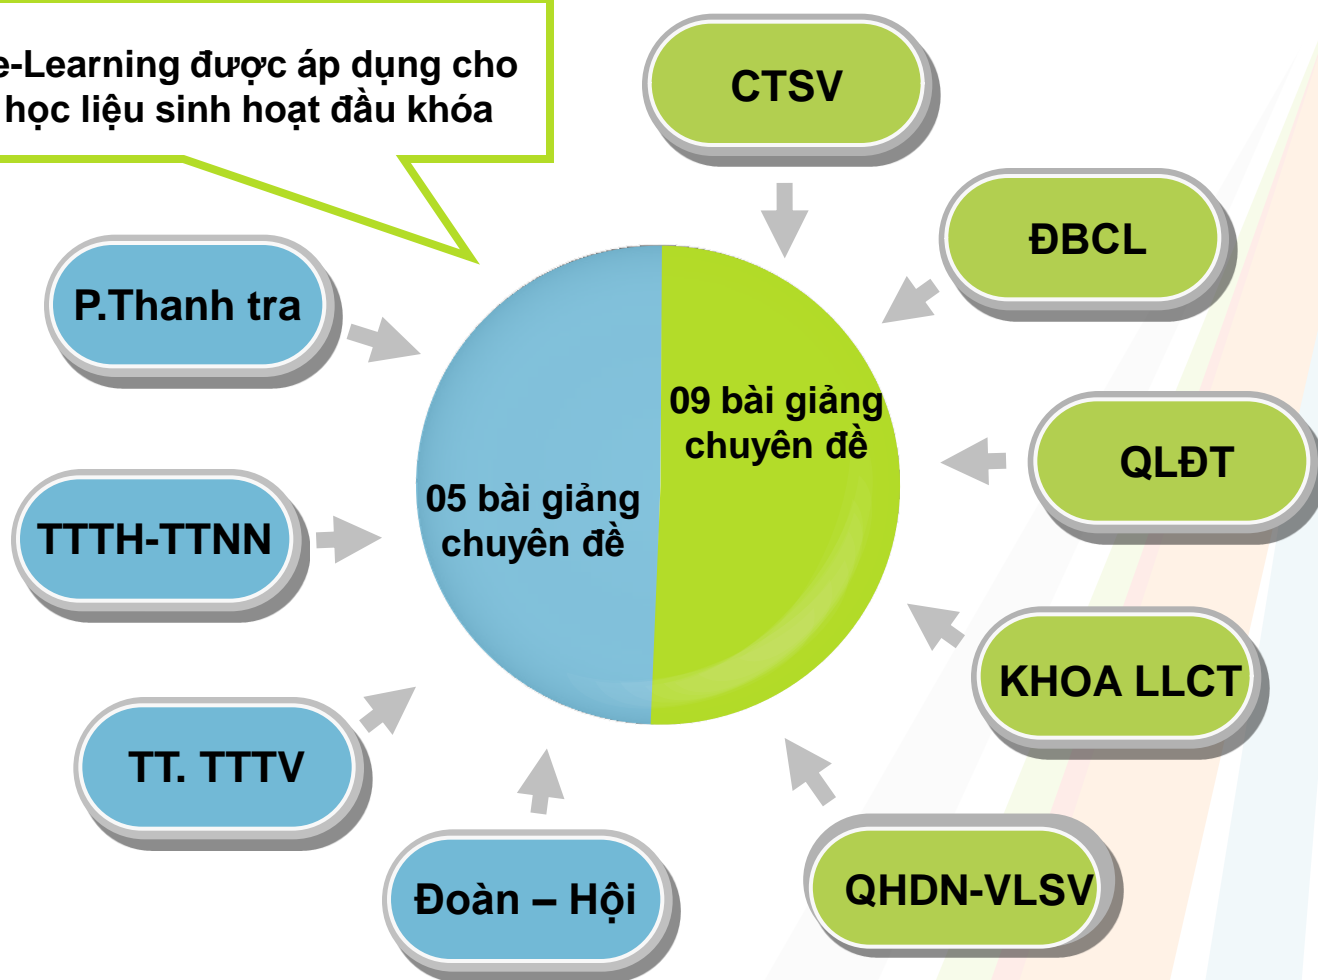 e-Learning được áp dụng cho
học liệu sinh hoạt đầu khóa
CTSV
ĐBCL
P.Thanh tra
09 bài giảng
chuyên đề
QLĐT
05 bài giảng
chuyên đề
TTTH-TTNN
KHOA LLCT
TT. TTTV
QHDN-VLSV
Đoàn – Hội